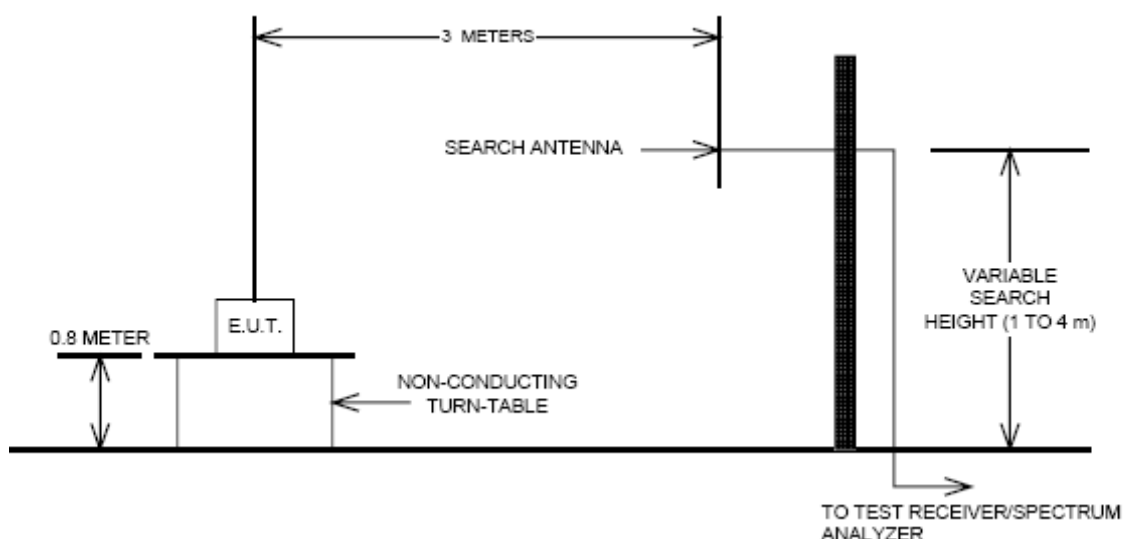 3 METERS
SEARCH ANTENNA
E.U.T.
0.8 METER
VARIABLE
SEARCH
HEIGHT (1 TO 4 m)
NON-CONDUCTING
TURN-TABLE
TO TEST RECEIVER/SPECTRUM
ANALYZER